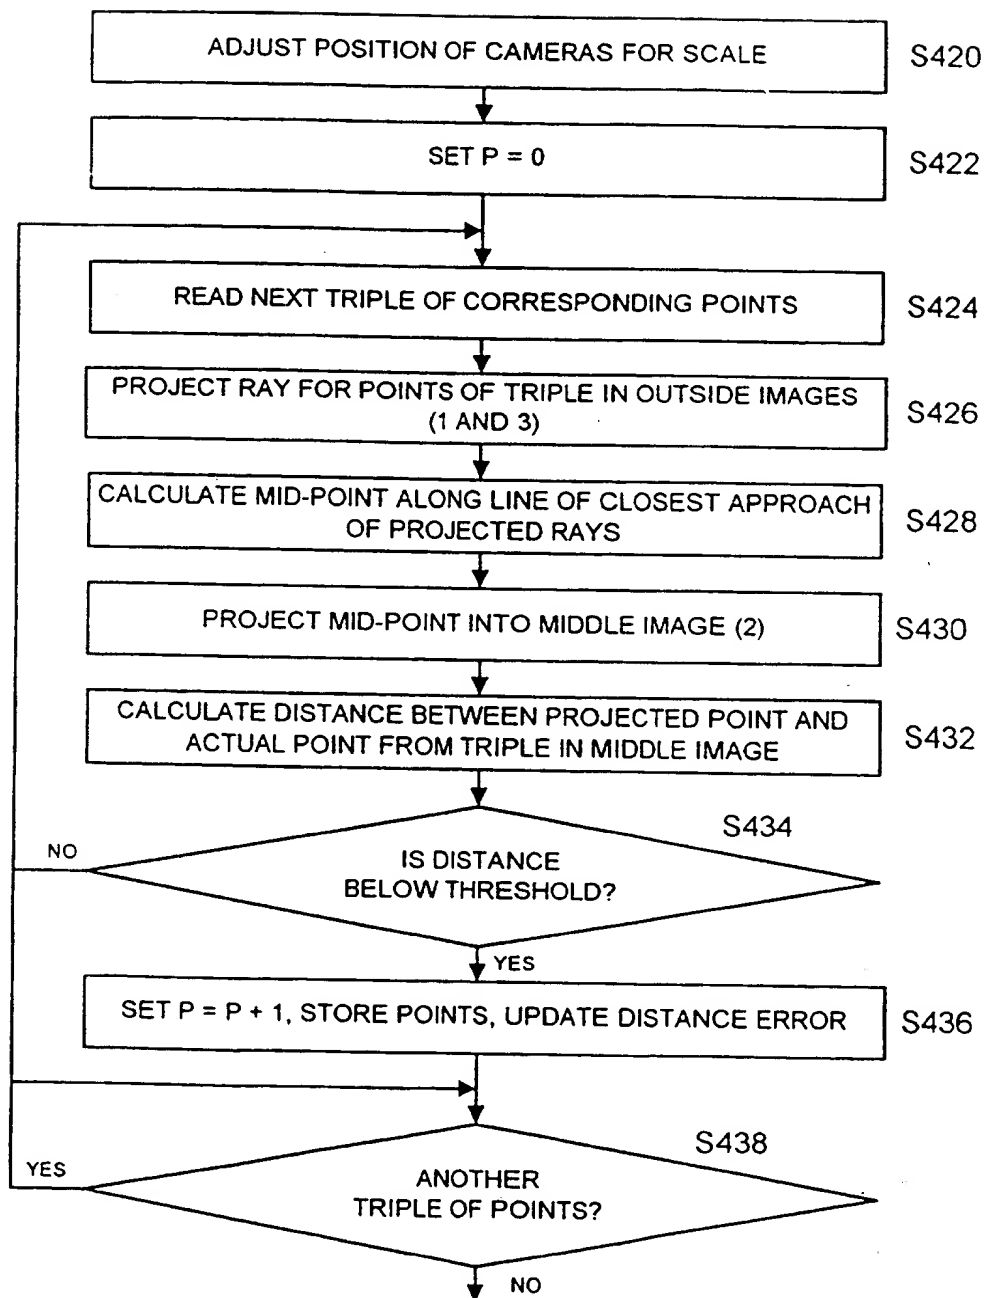 ADJUST POSITION OF CAMERAS FOR SCALE
S420
SET P = 0
S422
READ NEXT TRIPLE OF CORRESPONDING POINTS
S424
PROJECT RAY FOR POINTS OF TRIPLE IN OUTSIDE IMAGES
(1 AND 3)
S426
CALCULATE MID-POINT ALONG LINE OF CLOSEST APPROACH
OF PROJECTED RAYS
S428
PROJECT MID-POINT INTO MIDDLE IMAGE (2)
S430
CALCULATE DISTANCE BETWEEN PROJECTED POINT AND
ACTUAL POINT FROM TRIPLE IN MIDDLE IMAGE
S432
S434
NO
IS DISTANCE
BELOW THRESHOLD?
YES
SET P = P + 1, STORE POINTS, UPDATE DISTANCE ERROR
S436
S438
YES
ANOTHER
TRIPLE OF POINTS?
NO